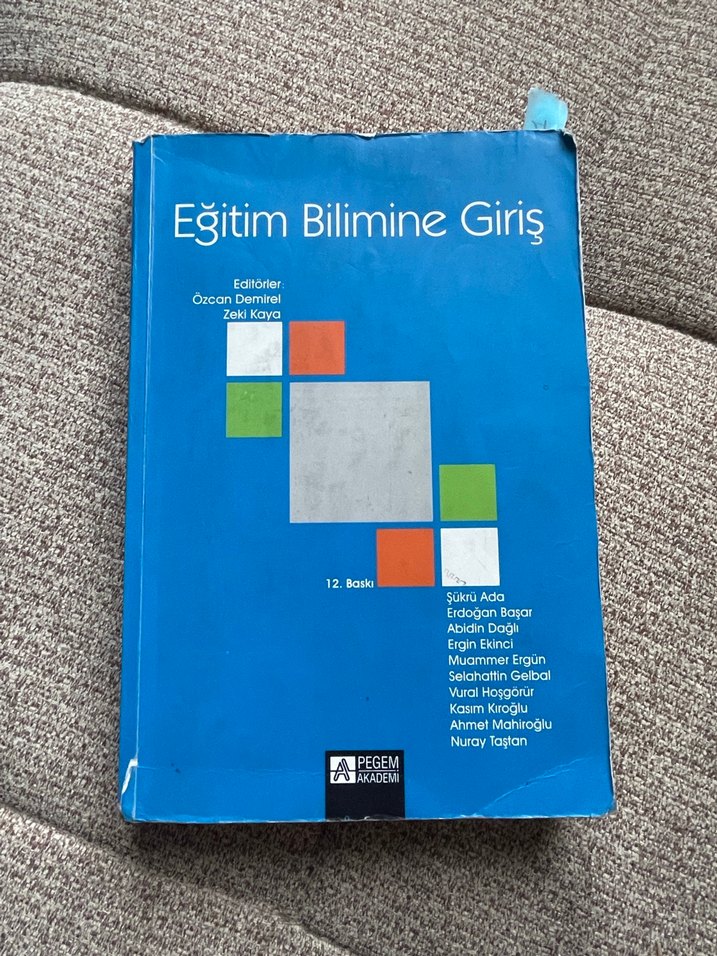 Eğitim Bilimine Giriş
Editörler:
Özcan Demirel
Zeki Kaya
12. Baskı
Şükrü Ada
Erdoğan Başar
Abidin Dağlı
Ergin Ekinci
Muammer Ergün
Selahattin Gelbal
Vural Hoşgörür
Kasım Kıroğlu
Ahmet Mahiroğlu
Nuray Taştan
PEGEM
AKADEMİ